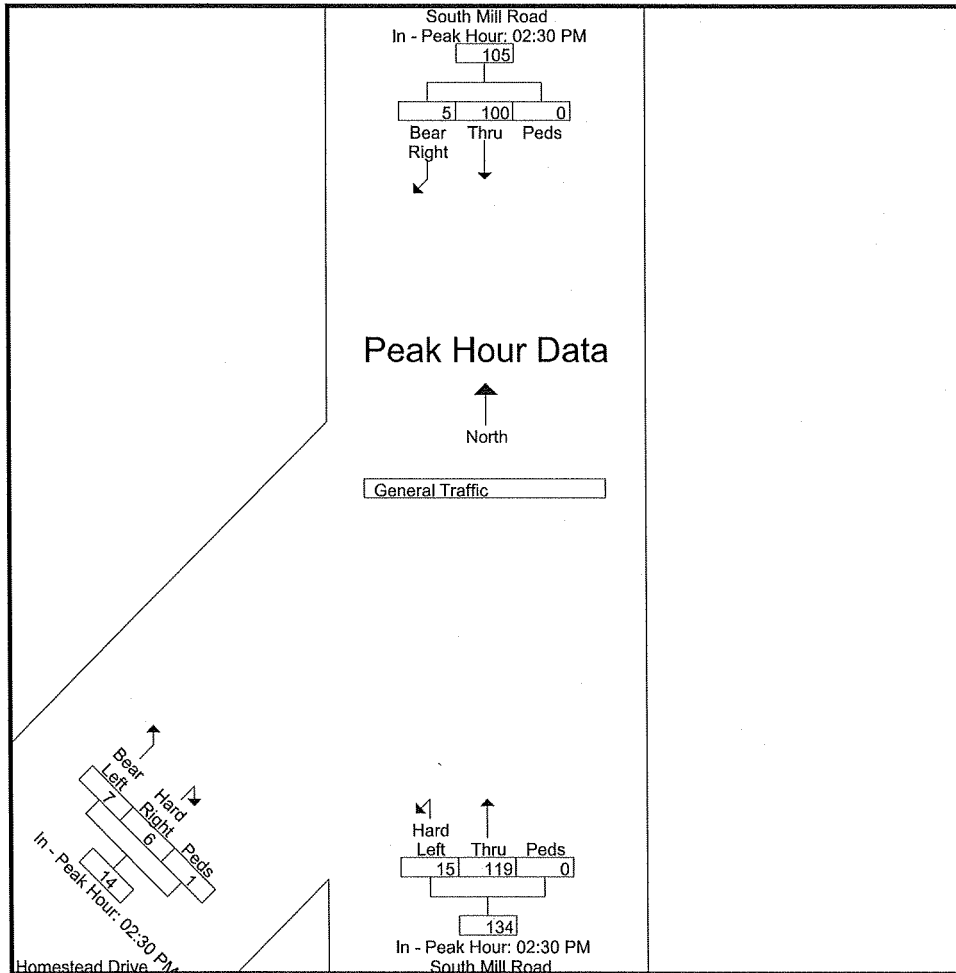 South Mill Road
In - Peak Hour: 02:30 PM
105
5 100 0
Bear Thru Peds
Right
Peak Hour Data
North
General Traffic
Bear
Left
Hard
Right
Peds
7 6 1
14
In - Peak Hour: 02:30 PM
Homestead Drive
Hard
Left Thru Peds
15 119 0
134
In - Peak Hour: 02:30 PM
South Mill Road